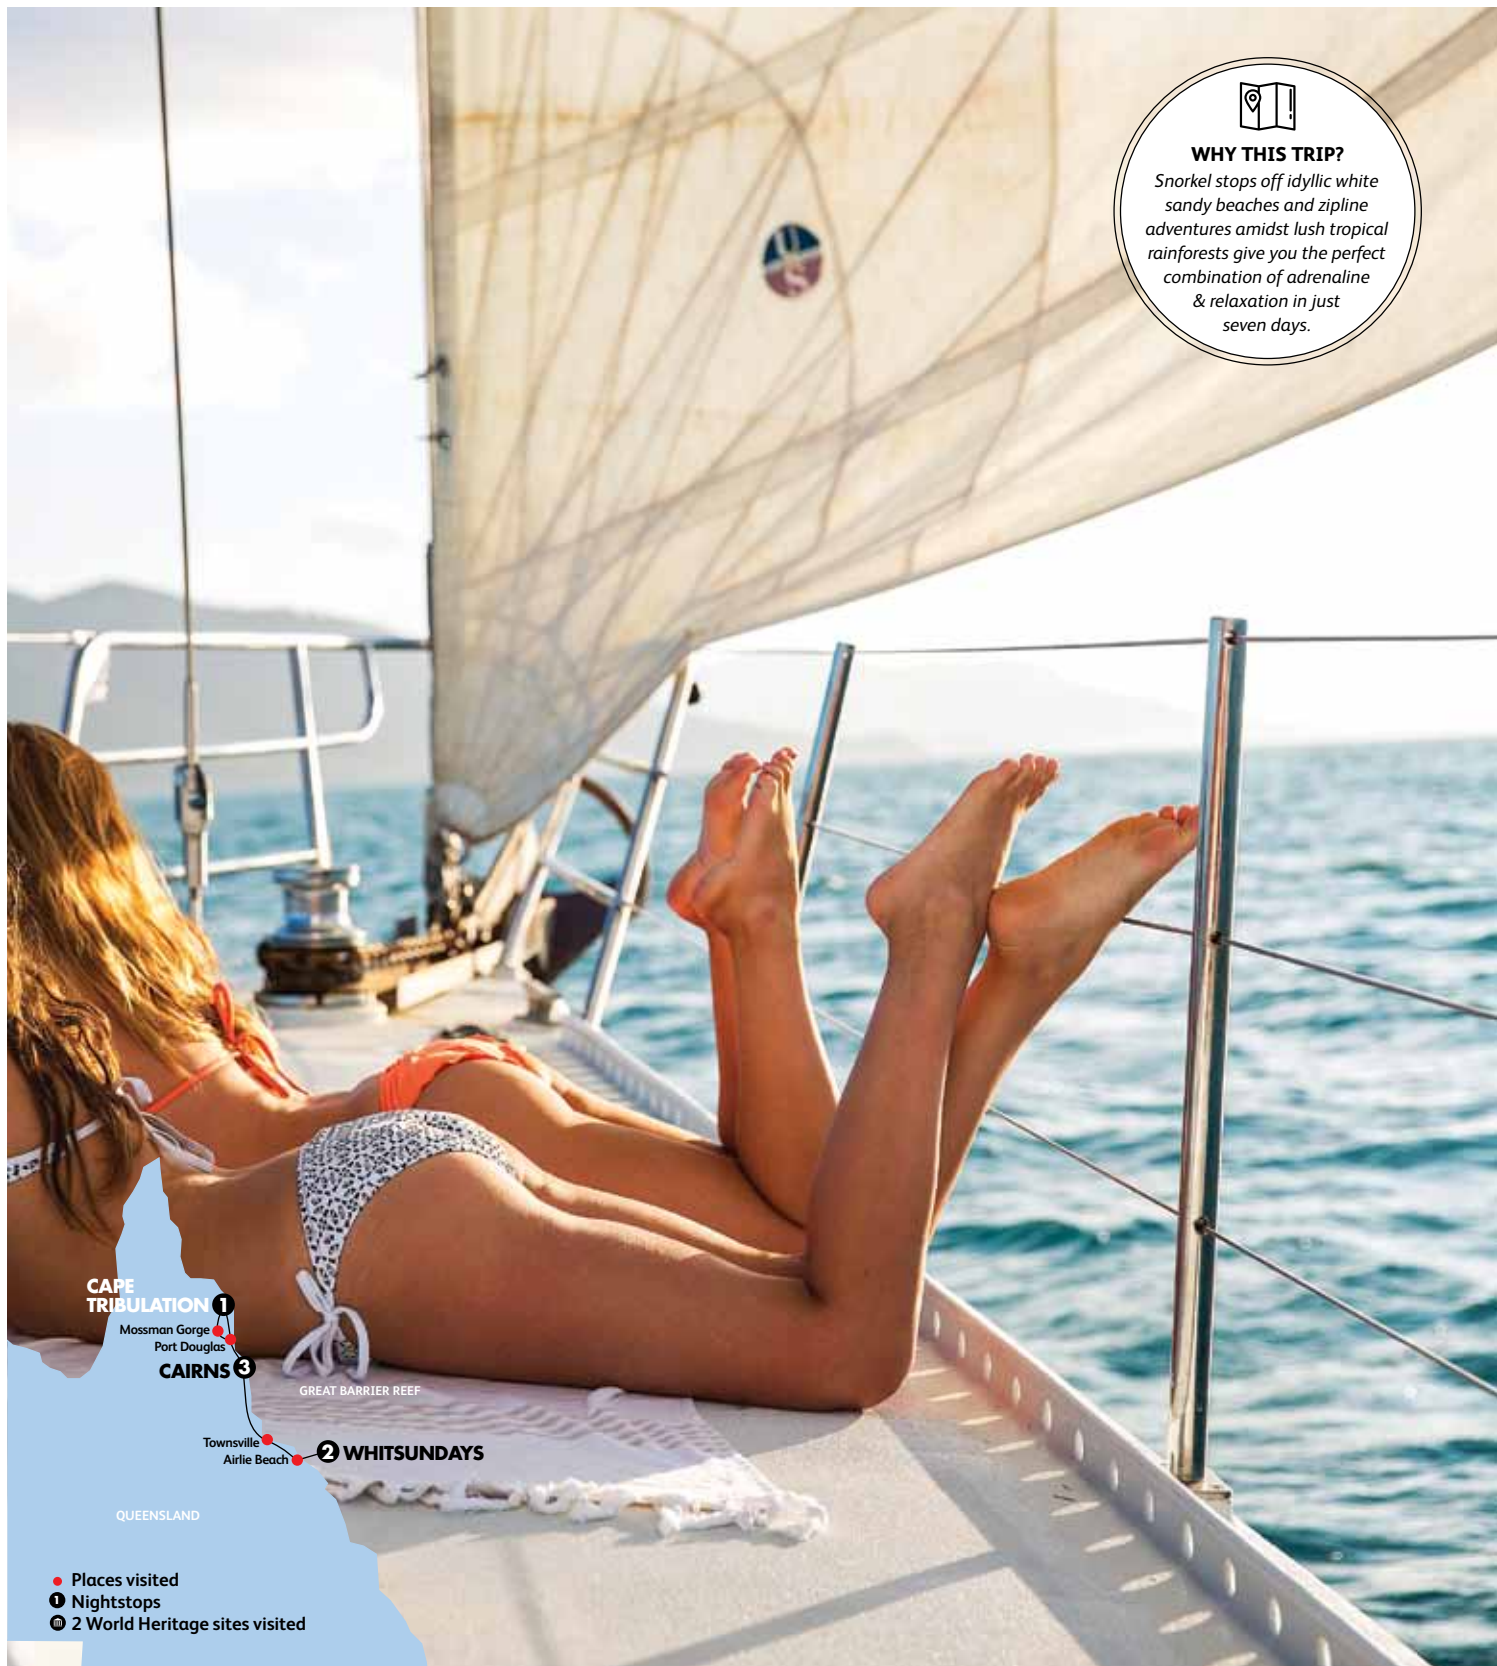 WHY THIS TRIP?
Snorkel stops off idyllic white
sandy beaches and zipline
adventures amidst lush tropical
rainforests give you the perfect
combination of adrenaline
& relaxation in just
seven days.
CAPE
TRIBULATION 1
Mossman Gorge
Port Douglas
CAIRNS 3
GREAT BARRIER REEF
Townsville
Airlie Beach
2 WHITSUNDAYS
QUEENSLAND
Places visited
1 Nightstops
2 World Heritage sites visited